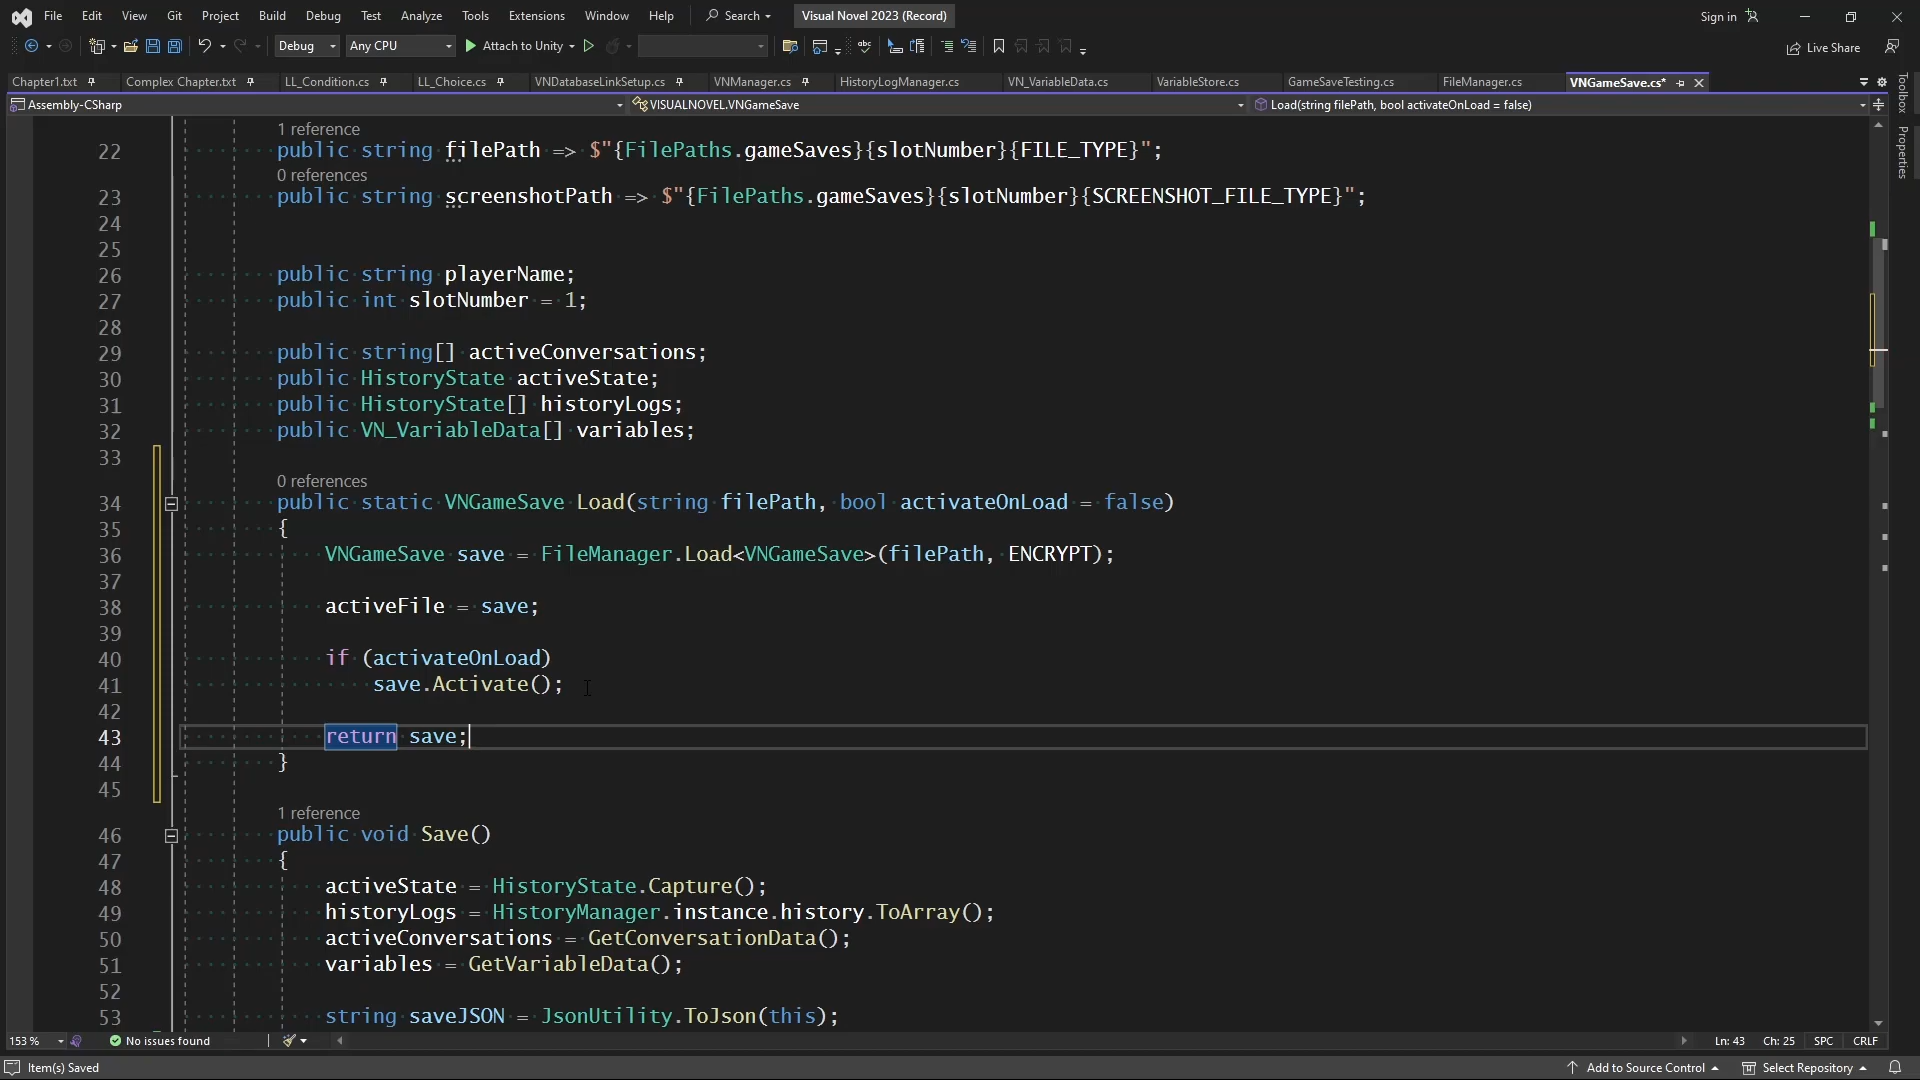 File Edit View Git Project Build Debug Test Analyze Tools Extensions Window Help Search Visual Novel 2023 (Record) Sign in
Debug Any CPU Attach to Unity Live Share
Chapter1.txt Complex Chapter.txt LL_Condition.cs LL_Choice.cs VNDatabaseLinkSetup.cs VNManager.cs HistoryLogManager.cs VN_VariableData.cs VariableStore.cs GameSaveTesting.cs FileManager.cs VNGameSave.cs*
Assembly-CSharp VISUALNOVEL.VNGameSave Load(string filePath, bool activateOnLoad = false)
Toolbox
Properties
1 reference
22 public string filePath => $"{FilePaths.gameSaves}{slotNumber}{FILE_TYPE}";
0 references
23 public string screenshotPath => $"{FilePaths.gameSaves}{slotNumber}{SCREENSHOT_FILE_TYPE}";
24
25
26 public string playerName;
27 public int slotNumber = 1;
28
29 public string[] activeConversations;
30 public HistoryState activeState;
31 public HistoryState[] historyLogs;
32 public VN_VariableData[] variables;
33
0 references
34 public static VNGameSave Load(string filePath, bool activateOnLoad = false)
35 {
36 VNGameSave save = FileManager.Load<VNGameSave>(filePath, ENCRYPT);
37
38 activeFile = save;
39
40 if (activateOnLoad)
41 save.Activate();
42
43 return save;
44 }
45
1 reference
46 public void Save()
47 {
48 activeState = HistoryState.Capture();
49 historyLogs = HistoryManager.instance.history.ToArray();
50 activeConversations = GetConversationData();
51 variables = GetVariableData();
52
53 string saveJSON = JsonUtility.ToJson(this);
153 % No issues found Ln: 43 Ch: 25 SPC CRLF
Item(s) Saved Add to Source Control Select Repository